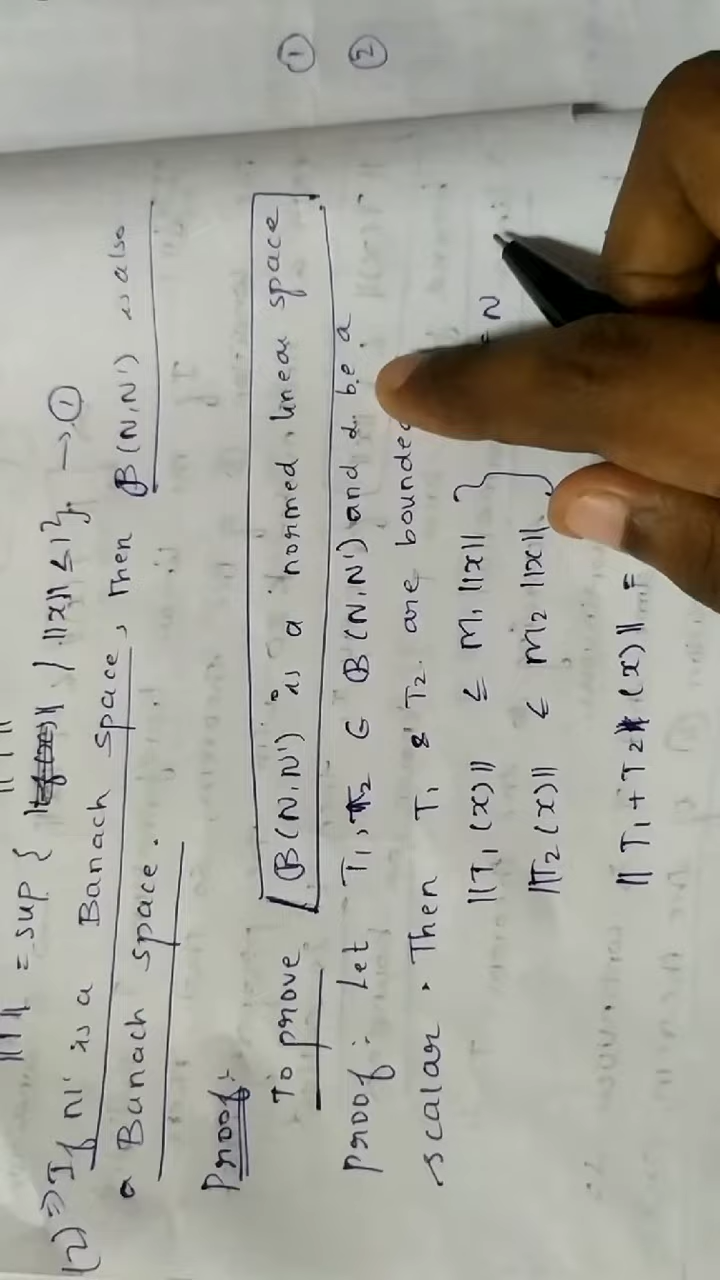 ① ②
||T|| = sup { / ||x|| ≤ 1}. → ①
(2) ⇒ If N' is a Banach space, then B(N,N') is also
a Banach space.
Proof:-
To prove B(N,N') is a normed linear space
Proof:- Let T₁, T₂ ∈ B(N,N') and α be a
scalar. Then T₁ & T₂ are bounded
||T₁(x)|| ≤ M₁ ||x|| } N
||T₂(x)|| ≤ M₂ ||x||
|| T₁ + T₂ (x) || =